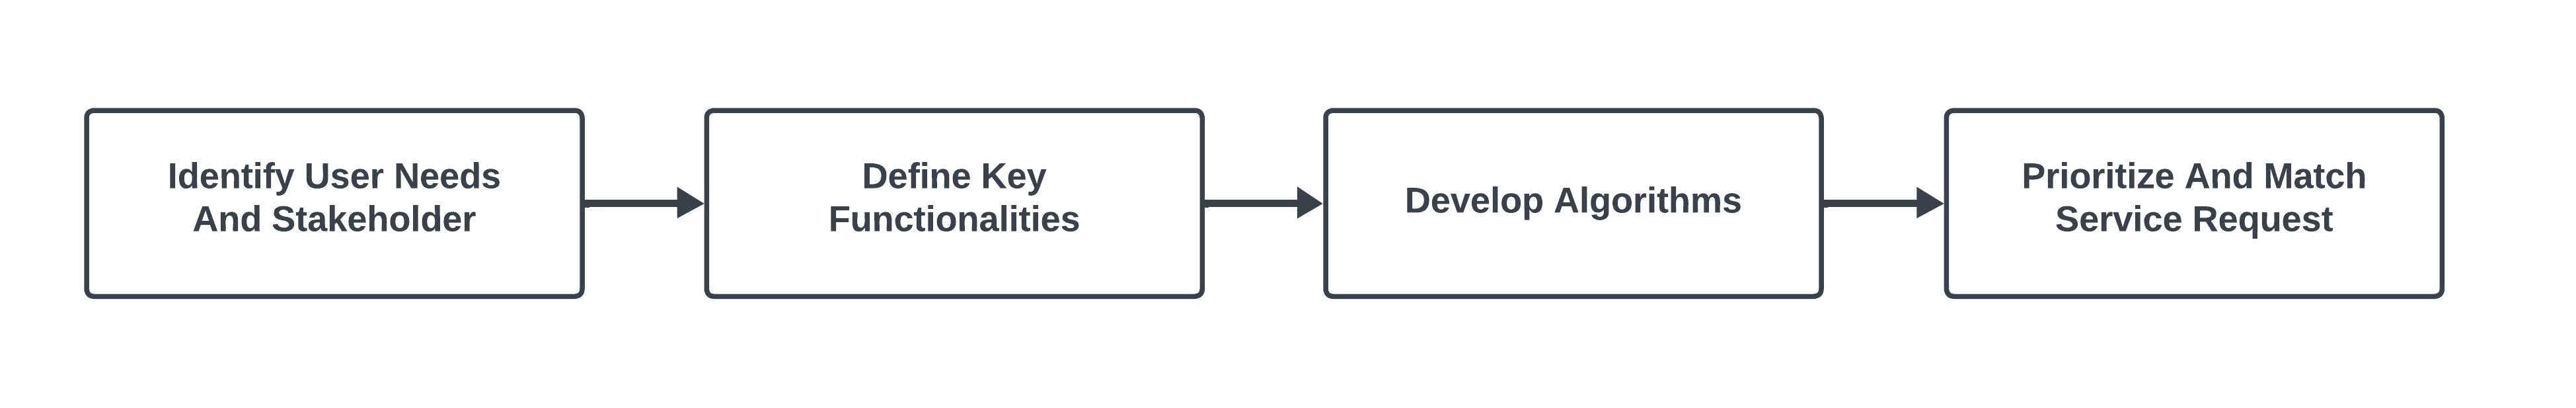 Identify User Needs
And Stakeholder
Define Key
Functionalities
Develop Algorithms
Prioritize And Match
Service Request